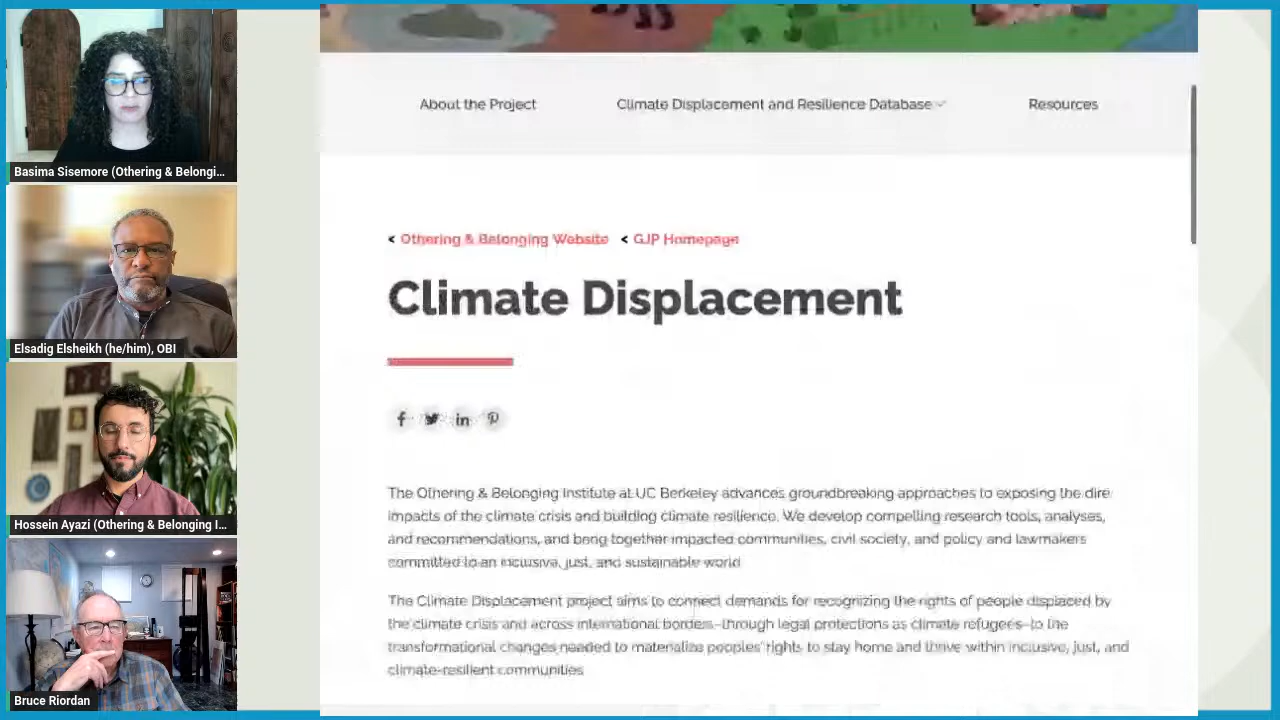 Basima Sisemore (Othering & Belongi...
Elsadig Elsheikh (he/him), OBI
Hossein Ayazi (Othering & Belonging I...
Bruce Riordan
About the Project
Climate Displacement and Resilience Database
Resources
< Othering & Belonging Website < GJP Homepage
Climate Displacement
The Othering & Belonging Institute at UC Berkeley advances groundbreaking approaches to exposing the dire
impacts of the climate crisis and building climate resilience. We develop compelling research tools, analyses,
and recommendations, and bring together impacted communities, civil society, and policy and lawmakers
committed to an inclusive, just, and sustainable world
The Climate Displacement project aims to connect demands for recognizing the rights of people displaced by
the climate crisis and across international borders–through legal protections as climate refugees–to the
transformational changes needed to materialize peoples' rights to stay home and thrive within inclusive, just, and
climate-resilient communities